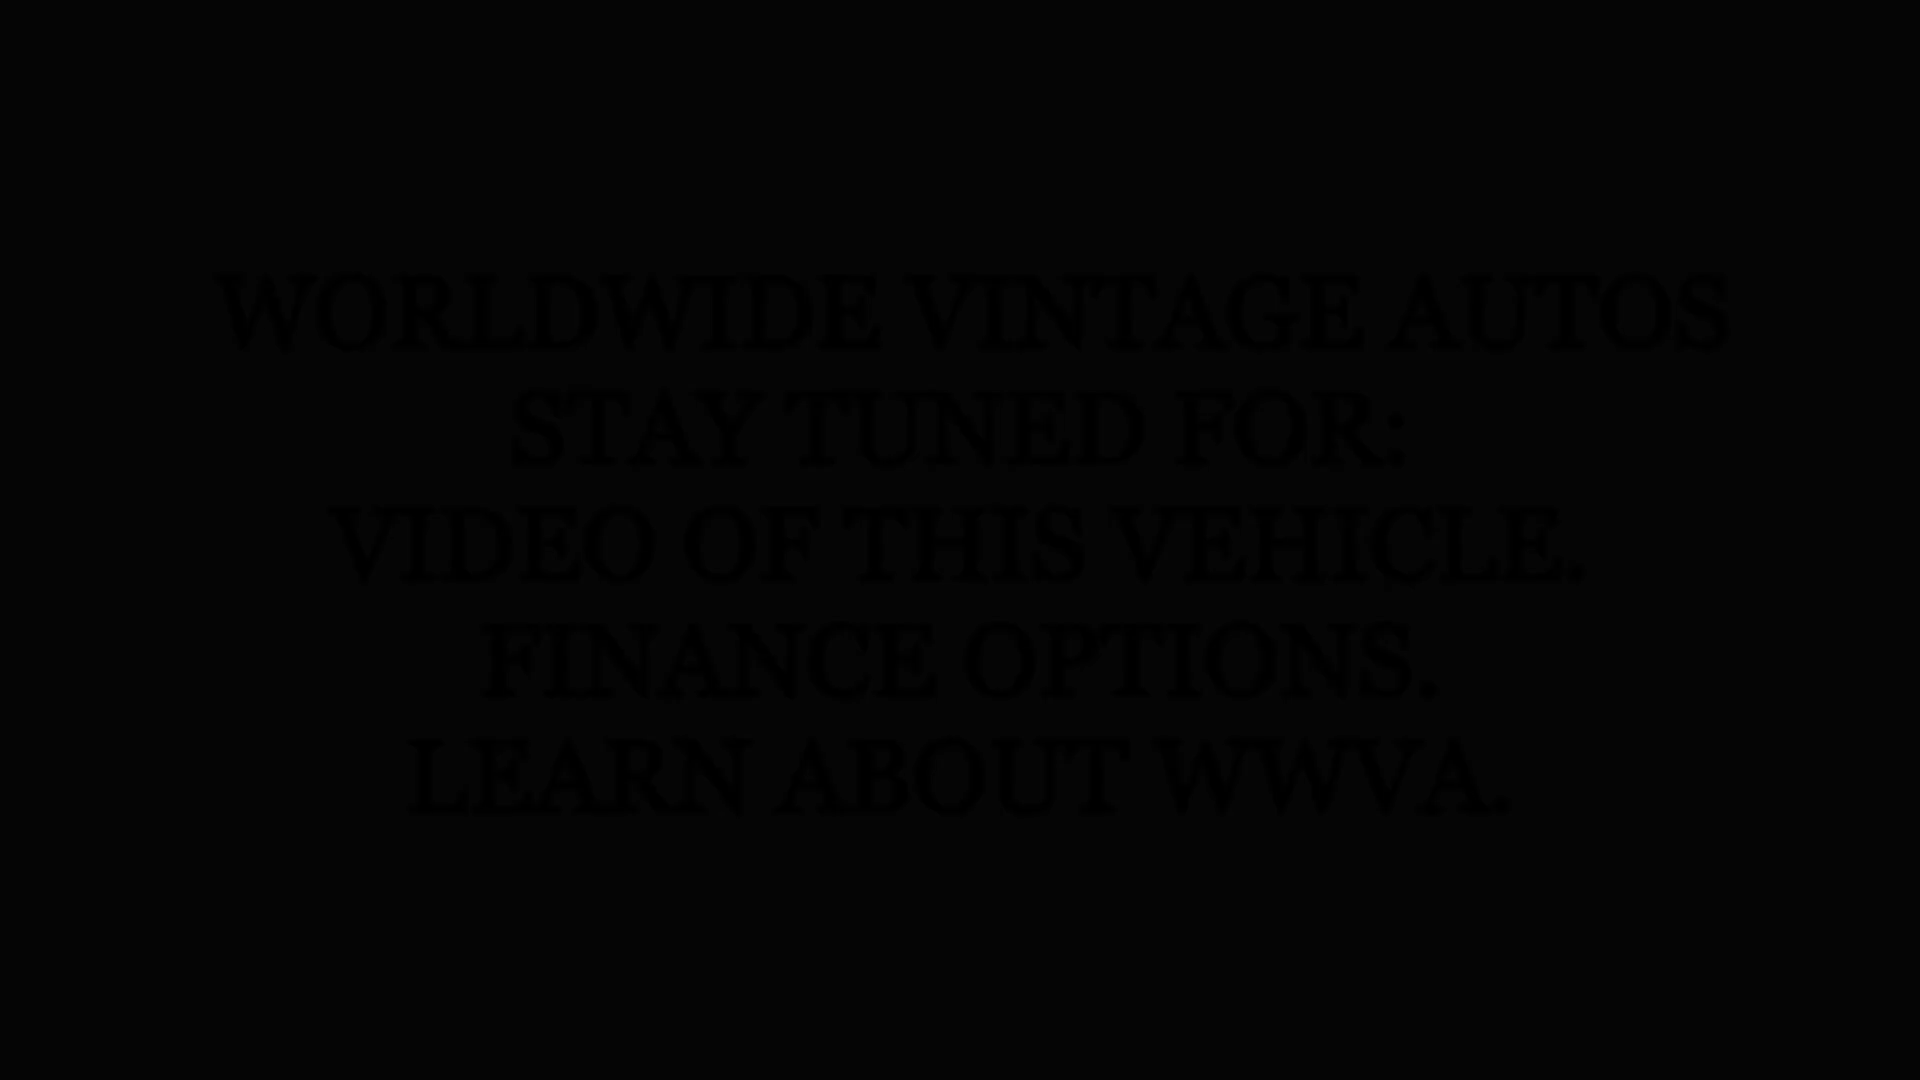 WORLDWIDE VINTAGE AUTOS
STAY TUNED FOR:
VIDEO OF THIS VEHICLE.
FINANCE OPTIONS.
LEARN ABOUT WWVA.